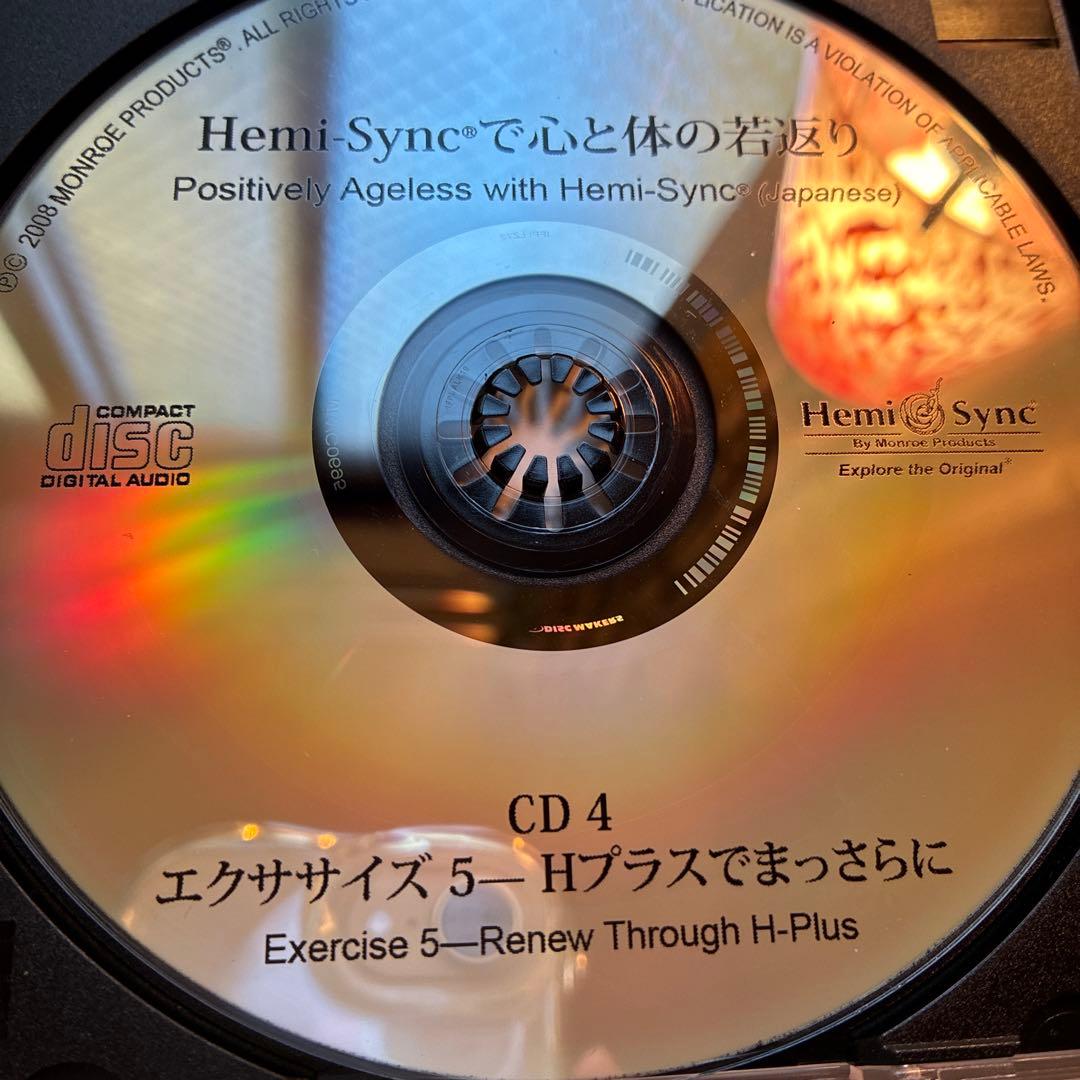 ℗© 2008 MONROE PRODUCTS®. ALL RIGHTS
PLICATION IS A VIOLATION OF APPLICABLE LAWS.
Hemi-Sync®で心と体の若返り
Positively Ageless with Hemi-Sync® (Japanese)
COMPACT
disc
DIGITAL AUDIO
Hemi Sync
By Monroe Products
Explore the Original
DISC MAKERS
CD 4
エクササイズ 5— Hプラスでまっさらに
Exercise 5—Renew Through H-Plus